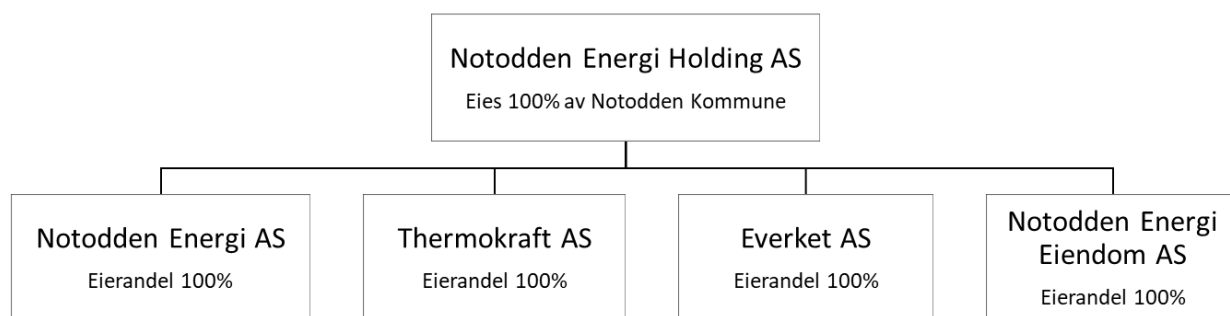 Notodden Energi Holding AS
Eies 100% av Notodden Kommune
Notodden Energi AS
Eierandel 100%
Thermokraft AS
Eierandel 100%
Everket AS
Eierandel 100%
Notodden Energi
Eiendom AS
Eierandel 100%